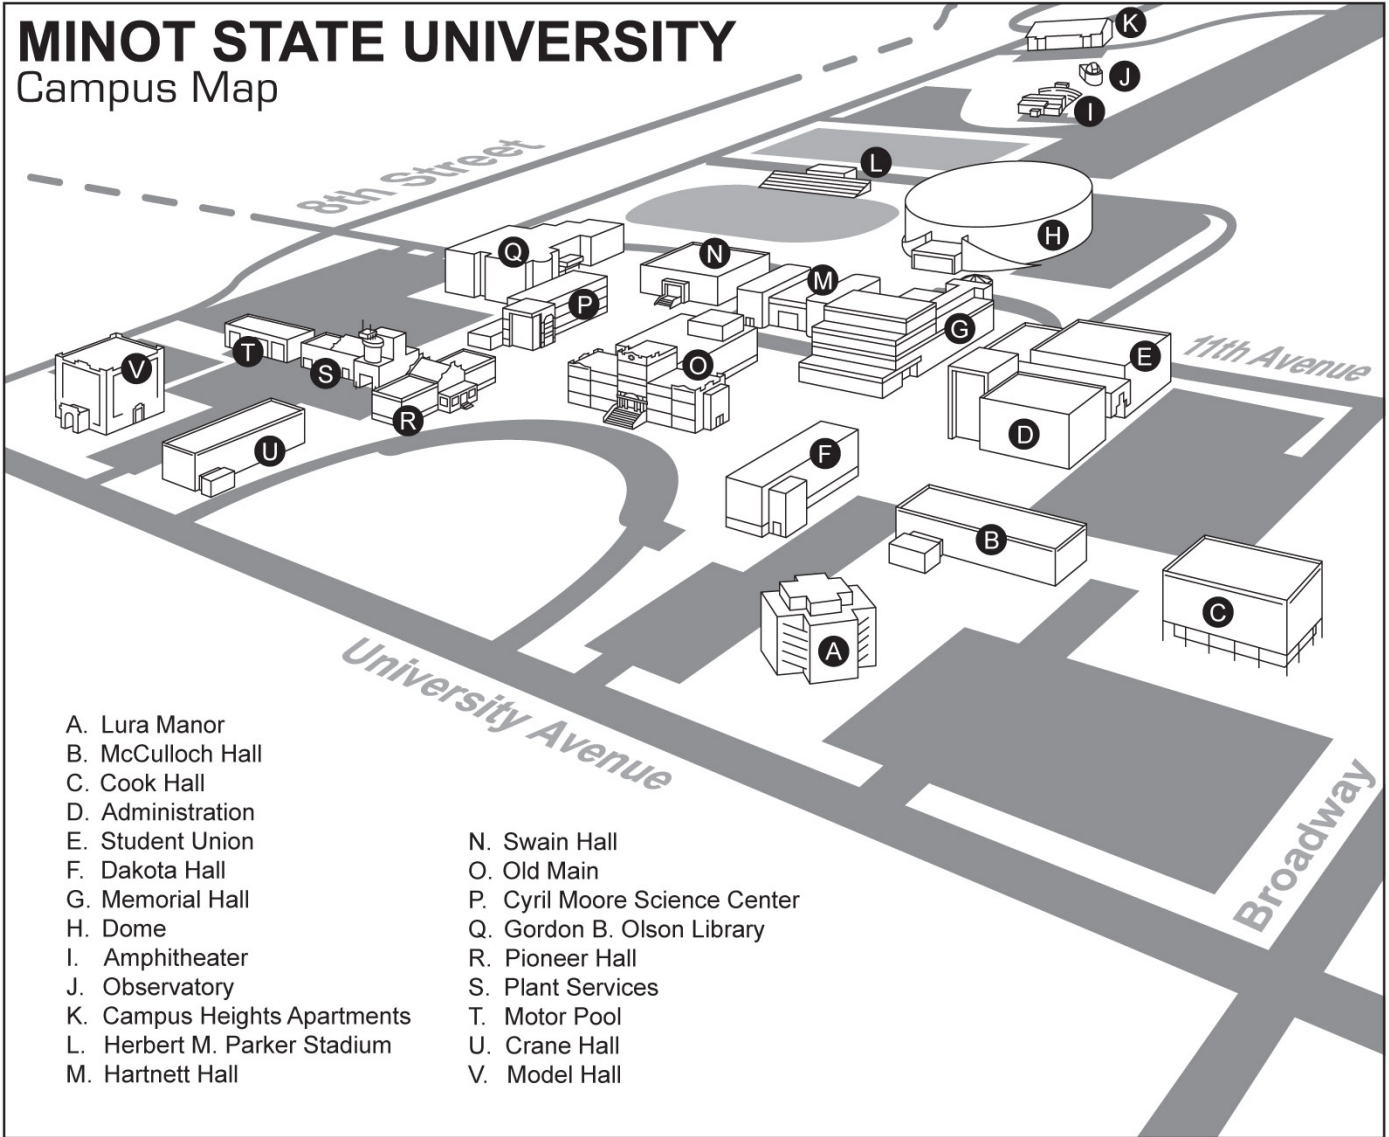 MINOT STATE UNIVERSITY
Campus Map
K
J
I
8th Street
L
H
Q
N
M
P
G
T
S
V
O
E
11th Avenue
R
U
F
D
B
C
A
University Avenue
Broadway
A. Lura Manor
B. McCulloch Hall
C. Cook Hall
D. Administration
E. Student Union
F. Dakota Hall
G. Memorial Hall
H. Dome
I. Amphitheater
J. Observatory
K. Campus Heights Apartments
L. Herbert M. Parker Stadium
M. Hartnett Hall
N. Swain Hall
O. Old Main
P. Cyril Moore Science Center
Q. Gordon B. Olson Library
R. Pioneer Hall
S. Plant Services
T. Motor Pool
U. Crane Hall
V. Model Hall